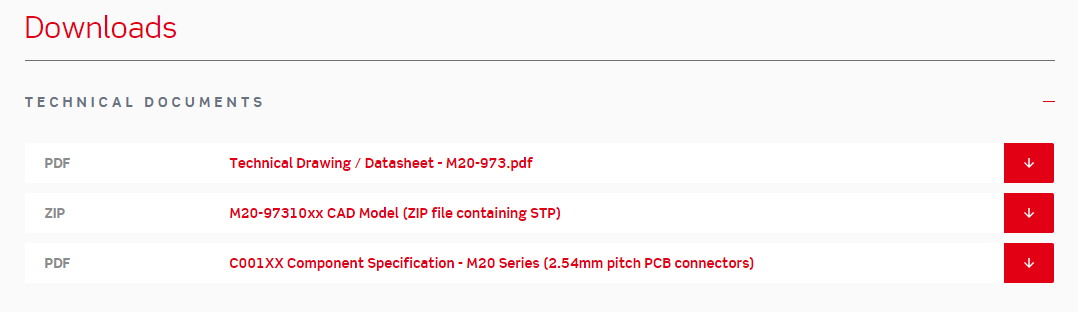 Downloads
TECHNICAL DOCUMENTS
PDF Technical Drawing / Datasheet - M20-973.pdf
ZIP M20-97310xx CAD Model (ZIP file containing STP)
PDF C001XX Component Specification - M20 Series (2.54mm pitch PCB connectors)